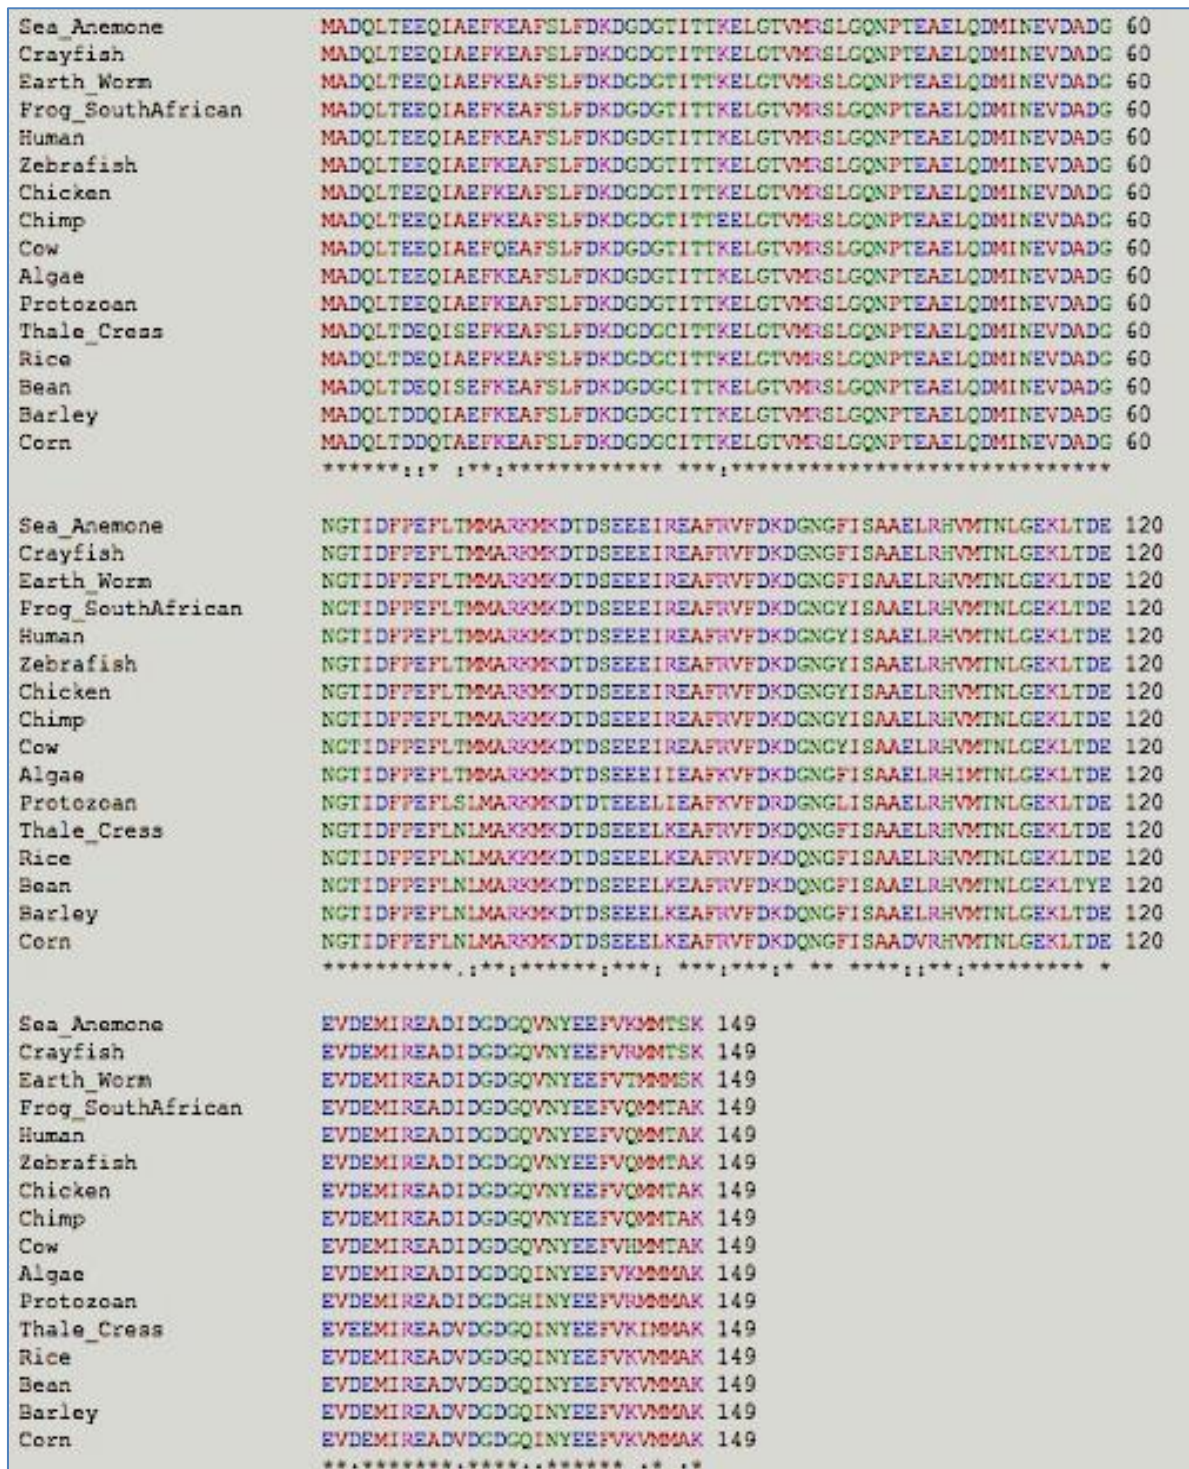 Sea_Anemone MADQLTEEQIAEFKEAFSLFDKDGDGTITTKELGTVMRSLGQNPTEAELQDMINEVDADG 60
Crayfish MADQLTEEQIAEFKEAFSLFDKDGDGTITTKELGTVMRSLGQNPTEAELQDMINEVDADG 60
Earth_Worm MADQLTEEQIAEFKEAFSLFDKDGDGTITTKELGTVMRSLGQNPTEAELQDMINEVDADG 60
Frog_SouthAfrican MADQLTEEQIAEFKEAFSLFDKDGDGTITTKELGTVMRSLGQNPTEAELQDMINEVDADG 60
Human MADQLTEEQIAEFKEAFSLFDKDGDGTITTKELGTVMRSLGQNPTEAELQDMINEVDADG 60
Zebrafish MADQLTEEQIAEFKEAFSLFDKDGDGTITTKELGTVMRSLGQNPTEAELQDMINEVDADG 60
Chicken MADQLTEEQIAEFKEAFSLFDKDGDGTITTKELGTVMRSLGQNPTEAELQDMINEVDADG 60
Chimp MADQLTEEQIAEFKEAFSLFDKDGDGTITTEELGTVMRSLGQNPTEAELQDMINEVDADG 60
Cow MADQLTEEQIAEFQEAFSLFDKDGDGTITTKELGTVMRSLGQNPTEAELQDMINEVDADG 60
Algae MADQLTEEQIAEFKEAFSLFDKDGDGTITTKELGTVMRSLGQNPTEAELQDMINEVDADG 60
Protozoan MADQLTEEQIAEFKEAFSLFDKDGDGTITTKELGTVMRSLGQNPTEAELQDMINEVDADG 60
Thale_Cress MADQLTDEQISEFKEAFSLFDKDGDGCITTKELGTVMRSLGQNPTEAELQDMINEVDADG 60
Rice MADQLTDEQIAEFKEAFSLFDKDGDGCITTKELGTVMRSLGQNPTEAELQDMINEVDADG 60
Bean MADQLTDEQISEFKEAFSLFDKDGDGCITTKELGTVMRSLGQNPTEAELQDMINEVDADG 60
Barley MADQLTDDQIAEFKEAFSLFDKDGDGCITTKELGTVMRSLGQNPTEAELQDMINEVDADG 60
Corn MADQLTDDQTAEFKEAFSLFDKDGDGCITTKELGTVMRSLGQNPTEAELQDMINEVDADG 60
******::* :**:************ ***:*****************************
Sea_Anemone NGTIDFPEFLTMMARKMKDTDSEEEIREAFRVFDKDGNGFISAAELRHVMTNLGEKLTDE 120
Crayfish NGTIDFPEFLTMMARKMKDTDSEEEIREAFRVFDKDGNGFISAAELRHVMTNLGEKLTDE 120
Earth_Worm NGTIDFPEFLTMMARKMKDTDSEEEIREAFRVFDKDGNGFISAAELRHVMTNLGEKLTDE 120
Frog_SouthAfrican NGTIDFPEFLTMMARKMKDTDSEEEIREAFRVFDKDGNGYISAAELRHVMTNLGEKLTDE 120
Human NGTIDFPEFLTMMARKMKDTDSEEEIREAFRVFDKDGNGYISAAELRHVMTNLGEKLTDE 120
Zebrafish NGTIDFPEFLTMMARKMKDTDSEEEIREAFRVFDKDGNGYISAAELRHVMTNLGEKLTDE 120
Chicken NGTIDFPEFLTMMARKMKDTDSEEEIREAFRVFDKDGNGYISAAELRHVMTNLGEKLTDE 120
Chimp NGTIDFPEFLTMMARKMKDTDSEEEIREAFRVFDKDGNGYISAAELRHVMTNLGEKLTDE 120
Cow NGTIDFPEFLTMMARKMKDTDSEEEIREAFRVFDKDGNGYISAAELRHVMTNLGEKLTDE 120
Algae NGTIDFPEFLTMMARKMKDTDSEEEIIEAFKVFDKDGNGFISAAELRHIMTNLGEKLTDE 120
Protozoan NGTIDFPEFLSLMARKMKDTDTEEELIEAFKVFDRDGNGLISAAELRHVMTNLGEKLTDE 120
Thale_Cress NGTIDFPEFLNLMAKKMKDTDSEEELKEAFRVFDKDQNGFISAAELRHVMTNLGEKLTDE 120
Rice NGTIDFPEFLNLMAKKMKDTDSEEELKEAFRVFDKDQNGFISAAELRHVMTNLGEKLTDE 120
Bean NGTIDFPEFLNLMARKMKDTDSEEELKEAFRVFDKDQNGFISAAELRHVMTNLGEKLTYE 120
Barley NGTIDFPEFLNLMARKMKDTDSEEELKEAFRVFDKDQNGFISAAELRHVMTNLGEKLTDE 120
Corn NGTIDFPEFLNLMARKMKDTDSEEELKEAFRVFDKDQNGFISAADVRHVMTNLGEKLTDE 120
**********.:**:******:***: ***:***:* ** ****::**:********* *
Sea_Anemone EVDEMIREADIDGDGQVNYEEFVKMMTSK 149
Crayfish EVDEMIREADIDGDGQVNYEEFVRMMTSK 149
Earth_Worm EVDEMIREADIDGDGQVNYEEFVTMMMSK 149
Frog_SouthAfrican EVDEMIREADIDGDGQVNYEEFVQMMTAK 149
Human EVDEMIREADIDGDGQVNYEEFVQMMTAK 149
Zebrafish EVDEMIREADIDGDGQVNYEEFVQMMTAK 149
Chicken EVDEMIREADIDGDGQVNYEEFVQMMTAK 149
Chimp EVDEMIREADIDGDGQVNYEEFVQMMTAK 149
Cow EVDEMIREADIDGDGQVNYEEFVHMMTAK 149
Algae EVDEMIREADIDGDGQINYEEFVKMMMAK 149
Protozoan EVDEMIREADIDGDGHINYEEFVRMMMAK 149
Thale_Cress EVEEMIREADVDGDGQINYEEFVKIMMAK 149
Rice EVDEMIREADVDGDGQINYEEFVKVMMAK 149
Bean EVDEMIREADVDGDGQINYEEFVKVMMAK 149
Barley EVDEMIREADVDGDGQINYEEFVKVMMAK 149
Corn EVDEMIREADVDGDGQINYEEFVKVMMAK 149
**:*******:****::****** :* :*